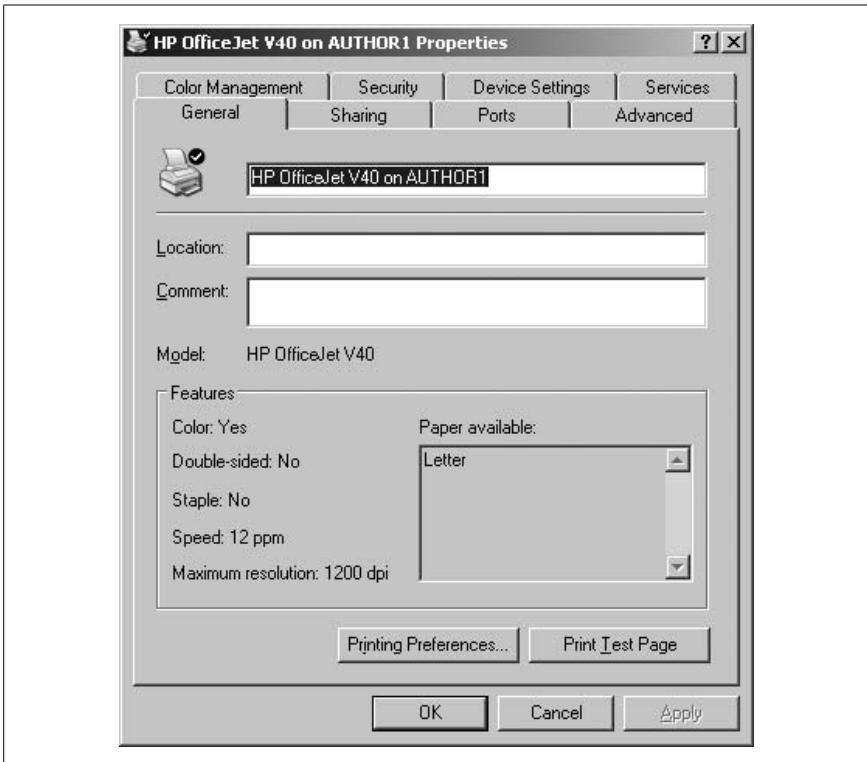 HP OfficeJet V40 on AUTHOR1 Properties
? X
Color Management Security Device Settings Services
General Sharing Ports Advanced
HP OfficeJet V40 on AUTHOR1
Location:
Comment:
Model: HP OfficeJet V40
Features
Color: Yes Paper available:
Double-sided: No Letter
Staple: No
Speed: 12 ppm
Maximum resolution: 1200 dpi
Printing Preferences... Print Test Page
OK Cancel Apply